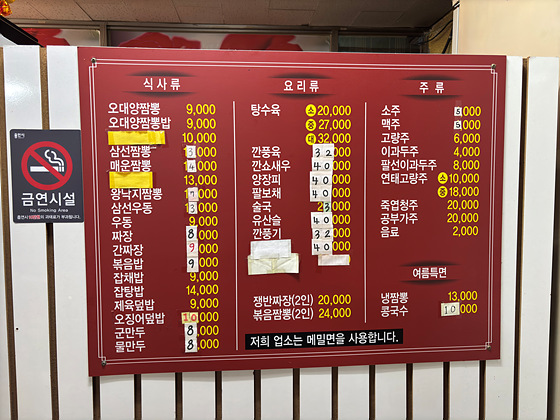 식사류
오대양짬뽕 9,000
오대양짬뽕밥 9,000
10,000
삼선짬뽕 3,000
매운짬뽕 4,000
13,000
왕낙지짬뽕 7,000
삼선우동 3,000
우동 9,000
짜장 8,000
간짜장 9,000
볶음밥 9,000
잡채밥 9,000
잡탕밥 14,000
제육덮밥 9,000
오징어덮밥 10,000
군만두 8,000
물만두 8,000
요리류
탕수육 소 20,000
중 27,000
대 32,000
깐풍육 32,000
깐쇼새우 40,000
양장피 40,000
팔보채 40,000
술국 23,000
유산슬 40,000
깐풍기 32,000
40,000
쟁반짜장(2인) 20,000
볶음짬뽕(2인) 24,000
저희 업소는 메밀면을 사용합니다.
주류
소주 5,000
맥주 5,000
고량주 6,000
이과두주 4,000
팔선이과두주 8,000
연태고량주 소 10,000
중 18,000
죽엽청주 20,000
공부가주 20,000
음료 2,000
여름특면
냉짬뽕 13,000
콩국수 10,000
금연시설
No Smoking Area